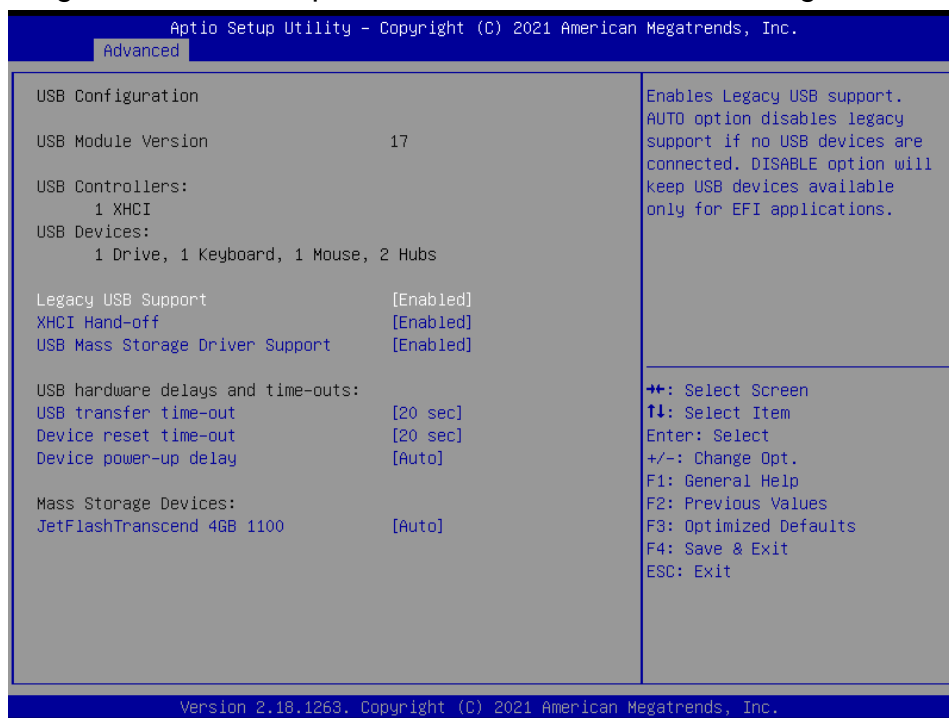 Aptio Setup Utility – Copyright (C) 2021 American Megatrends, Inc.
Advanced
USB Configuration
USB Module Version 17
USB Controllers:
1 XHCI
USB Devices:
1 Drive, 1 Keyboard, 1 Mouse, 2 Hubs
Legacy USB Support [Enabled]
XHCI Hand-off [Enabled]
USB Mass Storage Driver Support [Enabled]
USB hardware delays and time-outs:
USB transfer time-out [20 sec]
Device reset time-out [20 sec]
Device power-up delay [Auto]
Mass Storage Devices:
JetFlashTranscend 4GB 1100 [Auto]
Enables Legacy USB support.
AUTO option disables legacy
support if no USB devices are
connected. DISABLE option will
keep USB devices available
only for EFI applications.
→←: Select Screen
↑↓: Select Item
Enter: Select
+/-: Change Opt.
F1: General Help
F2: Previous Values
F3: Optimized Defaults
F4: Save & Exit
ESC: Exit
Version 2.18.1263. Copyright (C) 2021 American Megatrends, Inc.